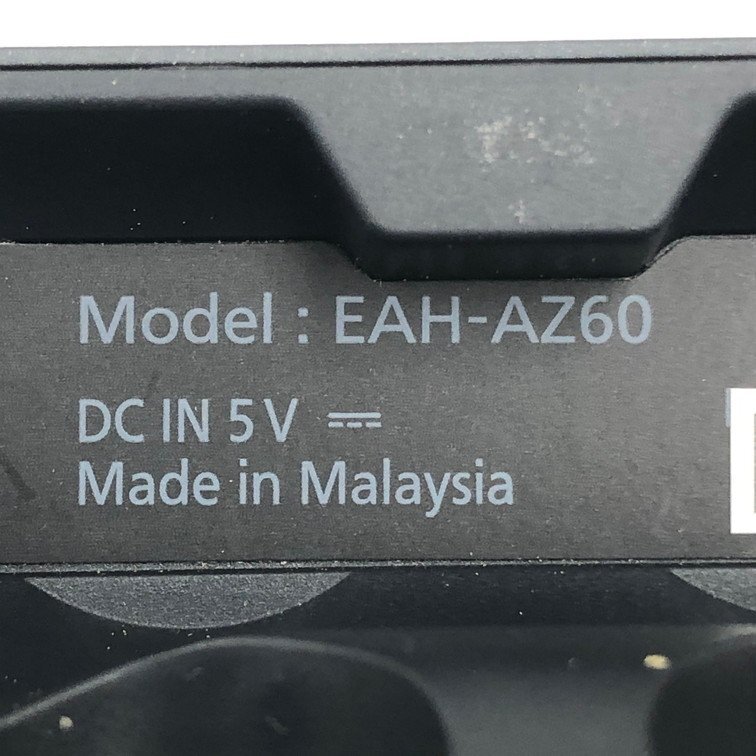 Model : EAH-AZ60
DC IN 5V ⎓
Made in Malaysia